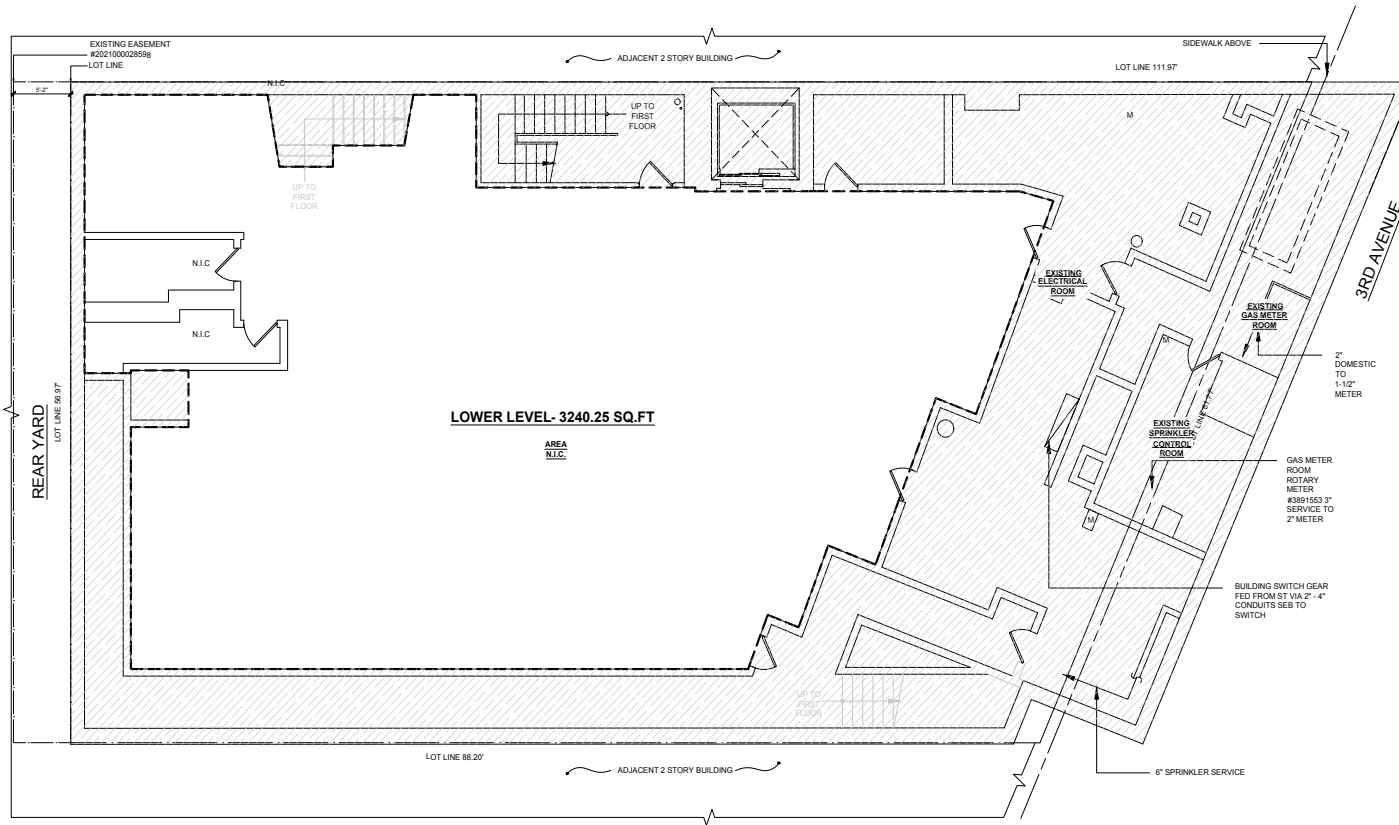 EXISTING EASEMENT
#2021000028598
LOT LINE
5'-2"
ADJACENT 2 STORY BUILDING
SIDEWALK ABOVE
LOT LINE 111.97'
N.I.C
UP TO
FIRST
FLOOR
UP TO
FIRST
FLOOR
M
3RD AVENUE
N.I.C
N.I.C
EXISTING
ELECTRICAL
ROOM
EXISTING
GAS METER
ROOM
2"
DOMESTIC
TO
1-1/2"
METER
M
REAR YARD
LOT LINE 56.97'
LOWER LEVEL- 3240.25 SQ.FT
AREA
N.I.C.
EXISTING
SPRINKLER
CONTROL
ROOM
LOT LINE 61.77'
GAS METER
ROOM
ROTARY
METER
#3891553 3"
SERVICE TO
2" METER
M
BUILDING SWITCH GEAR
FED FROM ST VIA 2" - 4"
CONDUITS SEB TO
SWITCH
UP TO
FIRST
FLOOR
LOT LINE 88.20'
ADJACENT 2 STORY BUILDING
6" SPRINKLER SERVICE